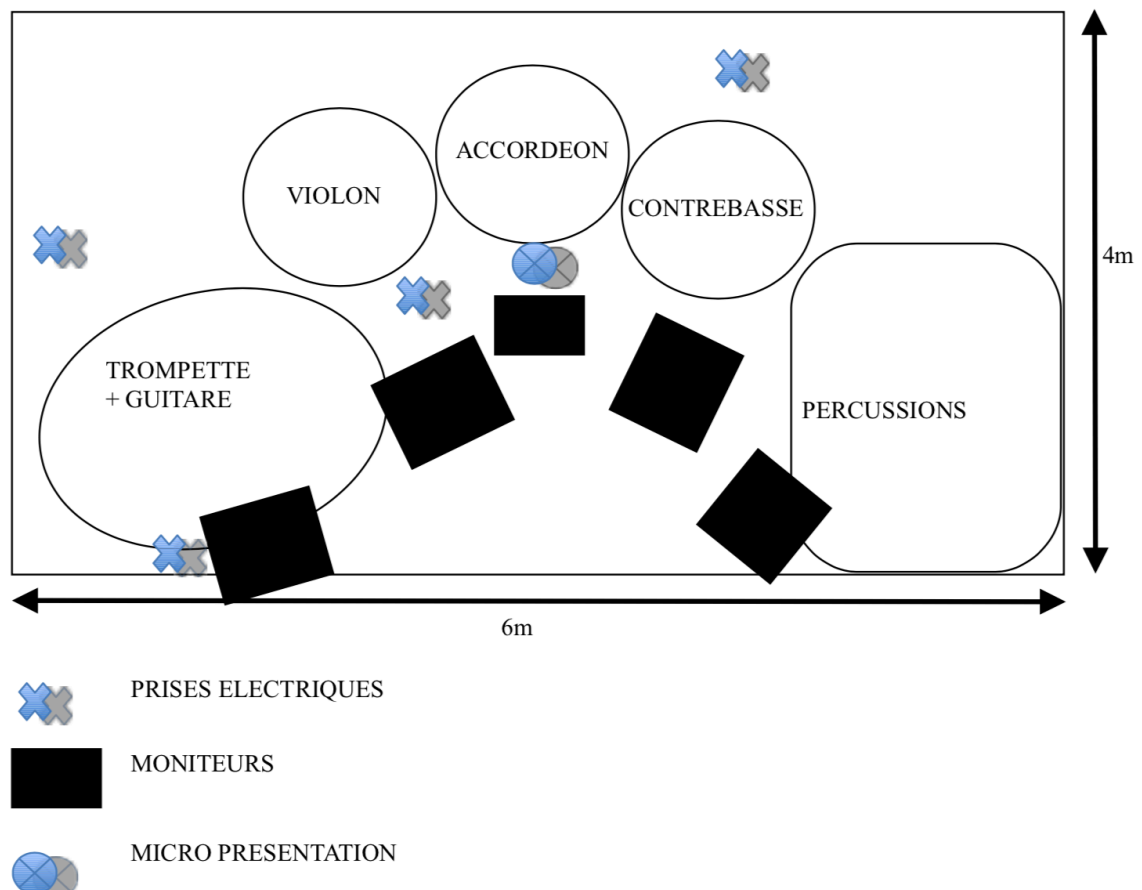 ACCORDEON
VIOLON
CONTREBASSE
4m
TROMPETTE
+ GUITARE
PERCUSSIONS
6m
PRISES ELECTRIQUES
MONITEURS
MICRO PRESENTATION